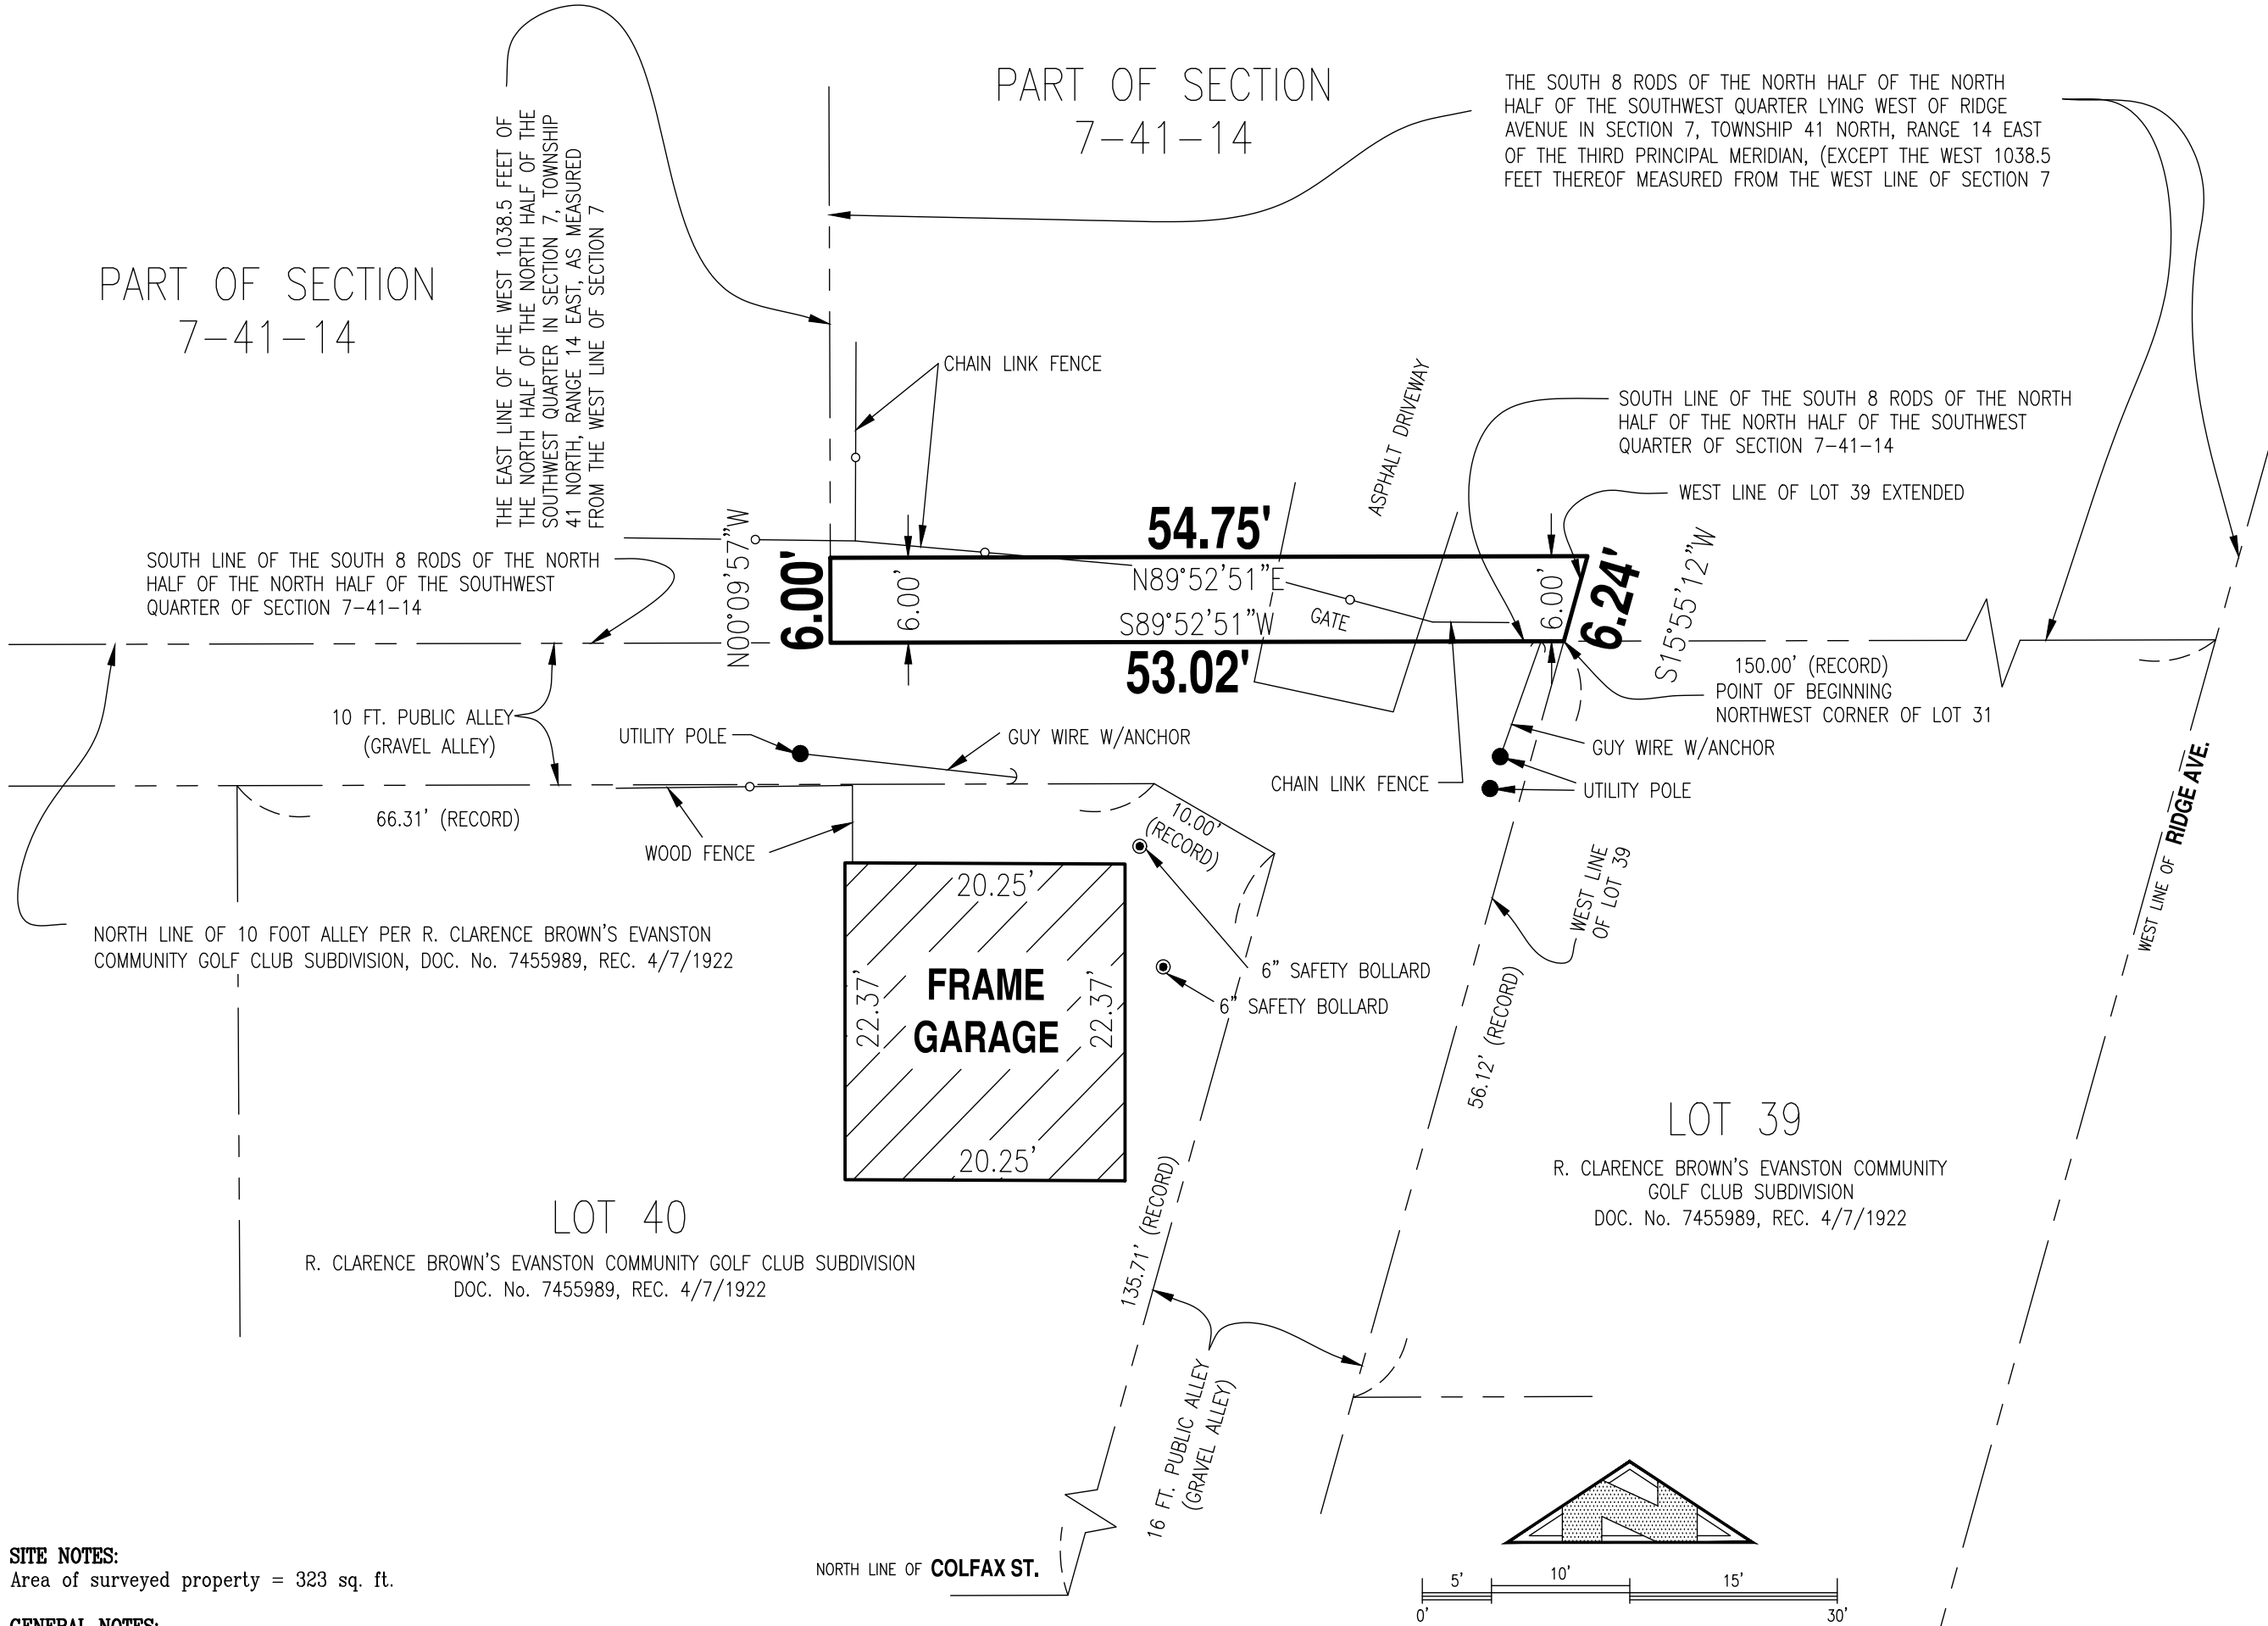 PART OF SECTION
7-41-14
THE SOUTH 8 RODS OF THE NORTH HALF OF THE NORTH
HALF OF THE SOUTHWEST QUARTER LYING WEST OF RIDGE
AVENUE IN SECTION 7, TOWNSHIP 41 NORTH, RANGE 14 EAST
OF THE THIRD PRINCIPAL MERIDIAN, (EXCEPT THE WEST 1038.5
FEET THEREOF MEASURED FROM THE WEST LINE OF SECTION 7
THE EAST LINE OF THE WEST 1038.5 FEET OF
THE NORTH HALF OF THE NORTH HALF OF THE
SOUTHWEST QUARTER IN SECTION 7, TOWNSHIP
41 NORTH, RANGE 14 EAST, AS MEASURED
FROM THE WEST LINE OF SECTION 7
PART OF SECTION
7-41-14
CHAIN LINK FENCE
ASPHALT DRIVEWAY
SOUTH LINE OF THE SOUTH 8 RODS OF THE NORTH
HALF OF THE NORTH HALF OF THE SOUTHWEST
QUARTER OF SECTION 7-41-14
WEST LINE OF LOT 39 EXTENDED
SOUTH LINE OF THE SOUTH 8 RODS OF THE NORTH
HALF OF THE NORTH HALF OF THE SOUTHWEST
QUARTER OF SECTION 7-41-14
N00°09'57"W
6.00'
6.00'
54.75'
N89°52'51"E
S89°52'51"W
53.02'
GATE
6.00'
6.24'
S15°55'12"W
150.00' (RECORD)
POINT OF BEGINNING
NORTHWEST CORNER OF LOT 31
10 FT. PUBLIC ALLEY
(GRAVEL ALLEY)
UTILITY POLE
GUY WIRE W/ANCHOR
GUY WIRE W/ANCHOR
CHAIN LINK FENCE
UTILITY POLE
66.31' (RECORD)
WOOD FENCE
10.00'
(RECORD)
WEST LINE
OF LOT 39
WEST LINE OF RIDGE AVE.
NORTH LINE OF 10 FOOT ALLEY PER R. CLARENCE BROWN'S EVANSTON
COMMUNITY GOLF CLUB SUBDIVISION, DOC. No. 7455989, REC. 4/7/1922
20.25'
22.37'
FRAME
GARAGE
22.37'
20.25'
6" SAFETY BOLLARD
6" SAFETY BOLLARD
56.12' (RECORD)
LOT 39
R. CLARENCE BROWN'S EVANSTON COMMUNITY
GOLF CLUB SUBDIVISION
DOC. No. 7455989, REC. 4/7/1922
LOT 40
R. CLARENCE BROWN'S EVANSTON COMMUNITY GOLF CLUB SUBDIVISION
DOC. No. 7455989, REC. 4/7/1922
135.71' (RECORD)
16 FT. PUBLIC ALLEY
(GRAVEL ALLEY)
NORTH LINE OF COLFAX ST.
N
5' 10' 15'
0' 30'
SITE NOTES:
Area of surveyed property = 323 sq. ft.
GENERAL NOTES: